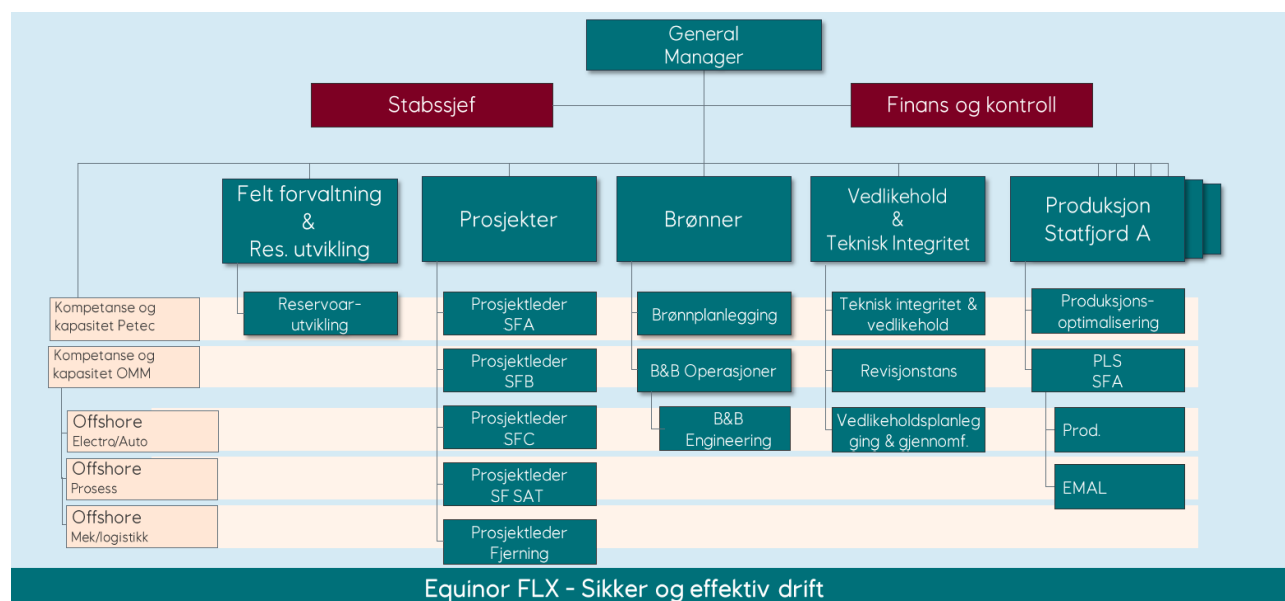 General
Manager
Stabssjef
Finans og kontroll
Felt forvaltning
&
Res. utvikling
Prosjekter
Brønner
Vedlikehold
&
Teknisk Integritet
Produksjon
Statfjord A
Kompetanse og
kapasitet Petec
Reservoar-
utvikling
Prosjektleder
SFA
Brønnplanlegging
Teknisk integritet &
vedlikehold
Produksjons-
optimalisering
Kompetanse og
kapasitet OMM
Prosjektleder
SFB
B&B Operasjoner
Revisjonstans
PLS
SFA
Offshore
Electro/Auto
Prosjektleder
SFC
B&B
Engineering
Vedlikeholdsplanleg
ging & gjennomf.
Prod.
Offshore
Prosess
Prosjektleder
SF SAT
EMAL
Offshore
Mek/logistikk
Prosjektleder
Fjerning
Equinor FLX - Sikker og effektiv drift